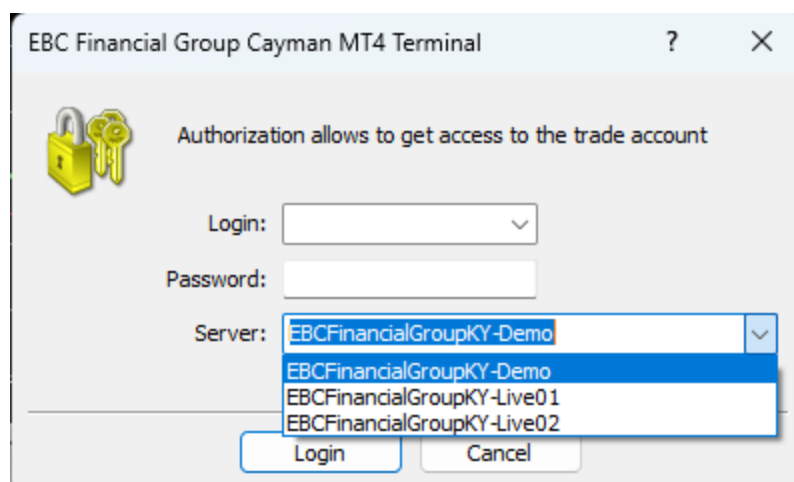 EBC Financial Group Cayman MT4 Terminal ?
Authorization allows to get access to the trade account
Login:
Password:
Server: EBCFinancialGroupKY-Demo
EBCFinancialGroupKY-Demo
EBCFinancialGroupKY-Live01
EBCFinancialGroupKY-Live02
Login Cancel